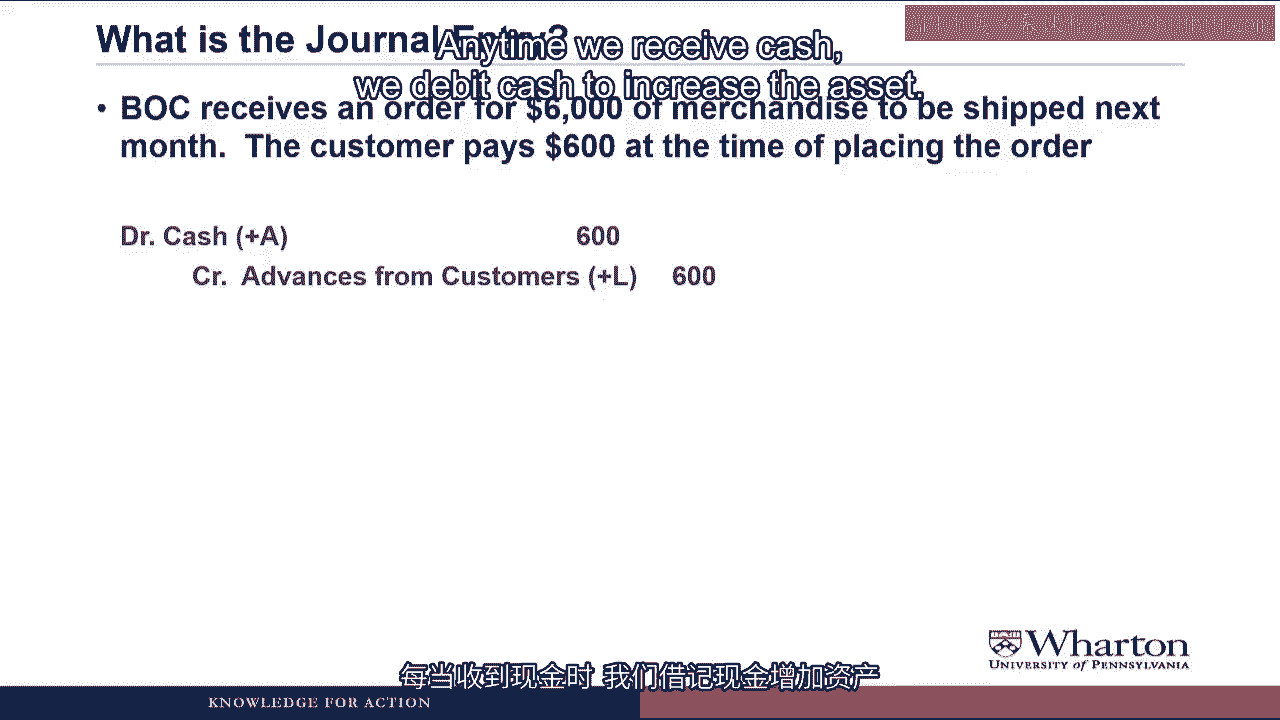 What is the Journal Entry?
Anytime we receive cash,
we debit cash to increase the asset.
• BOC receives an order for $6,000 of merchandise to be shipped next
month. The customer pays $600 at the time of placing the order
Dr. Cash (+A) 600
Cr. Advances from Customers (+L) 600
Wharton
UNIVERSITY of PENNSYLVANIA
每当收到现金时 我们借记现金增加资产
KNOWLEDGE FOR ACTION